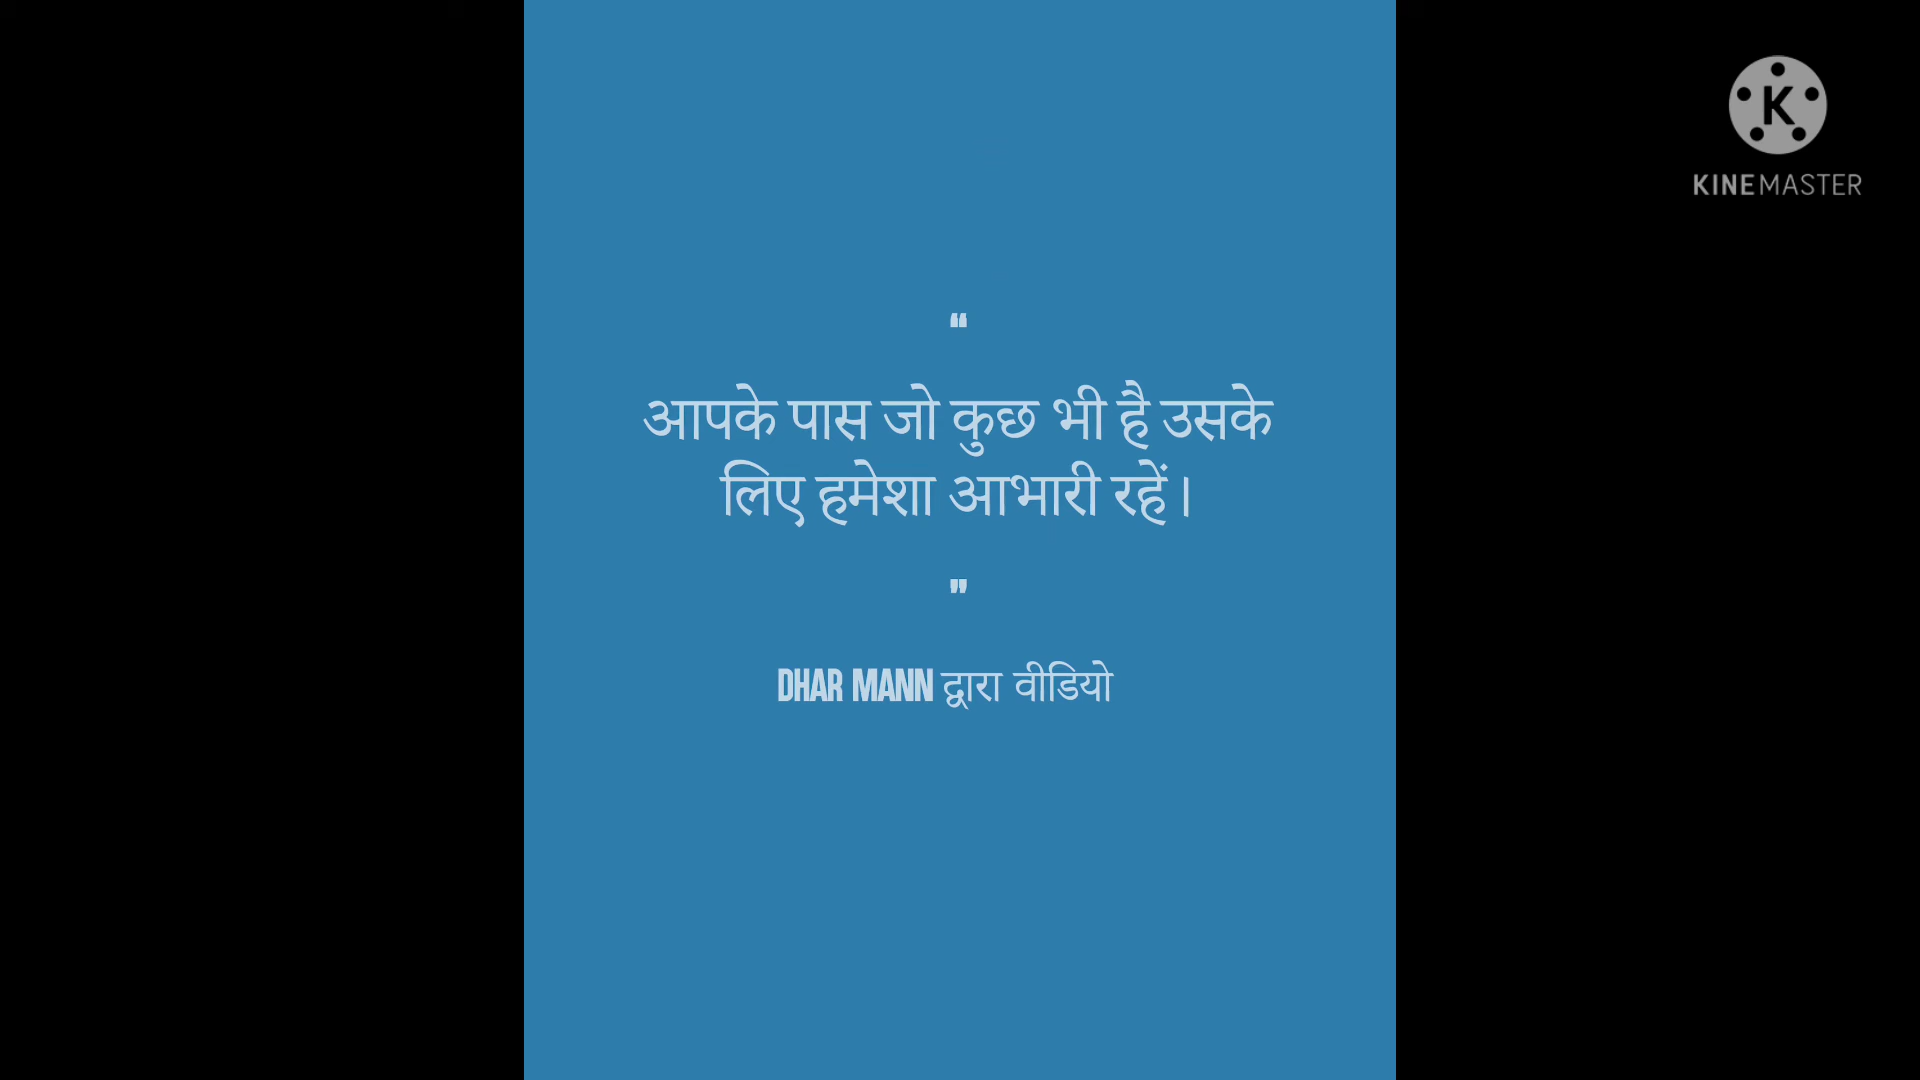 K
KINEMASTER
"
आपके पास जो कुछ भी है उसके
लिए हमेशा आभारी रहें।
"
DHAR MANN द्वारा वीडियो